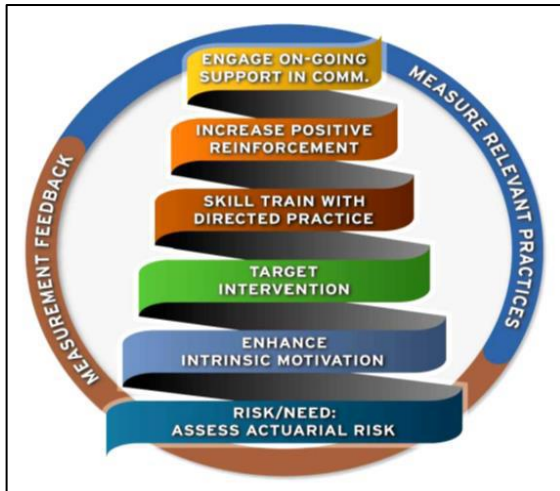 ENGAGE ON-GOING
SUPPORT IN COMM.
INCREASE POSITIVE
REINFORCEMENT
SKILL TRAIN WITH
DIRECTED PRACTICE
TARGET
INTERVENTION
ENHANCE
INTRINSIC MOTIVATION
RISK/NEED:
ASSESS ACTUARIAL RISK
MEASUREMENT FEEDBACK
MEASURE RELEVANT PRACTICES